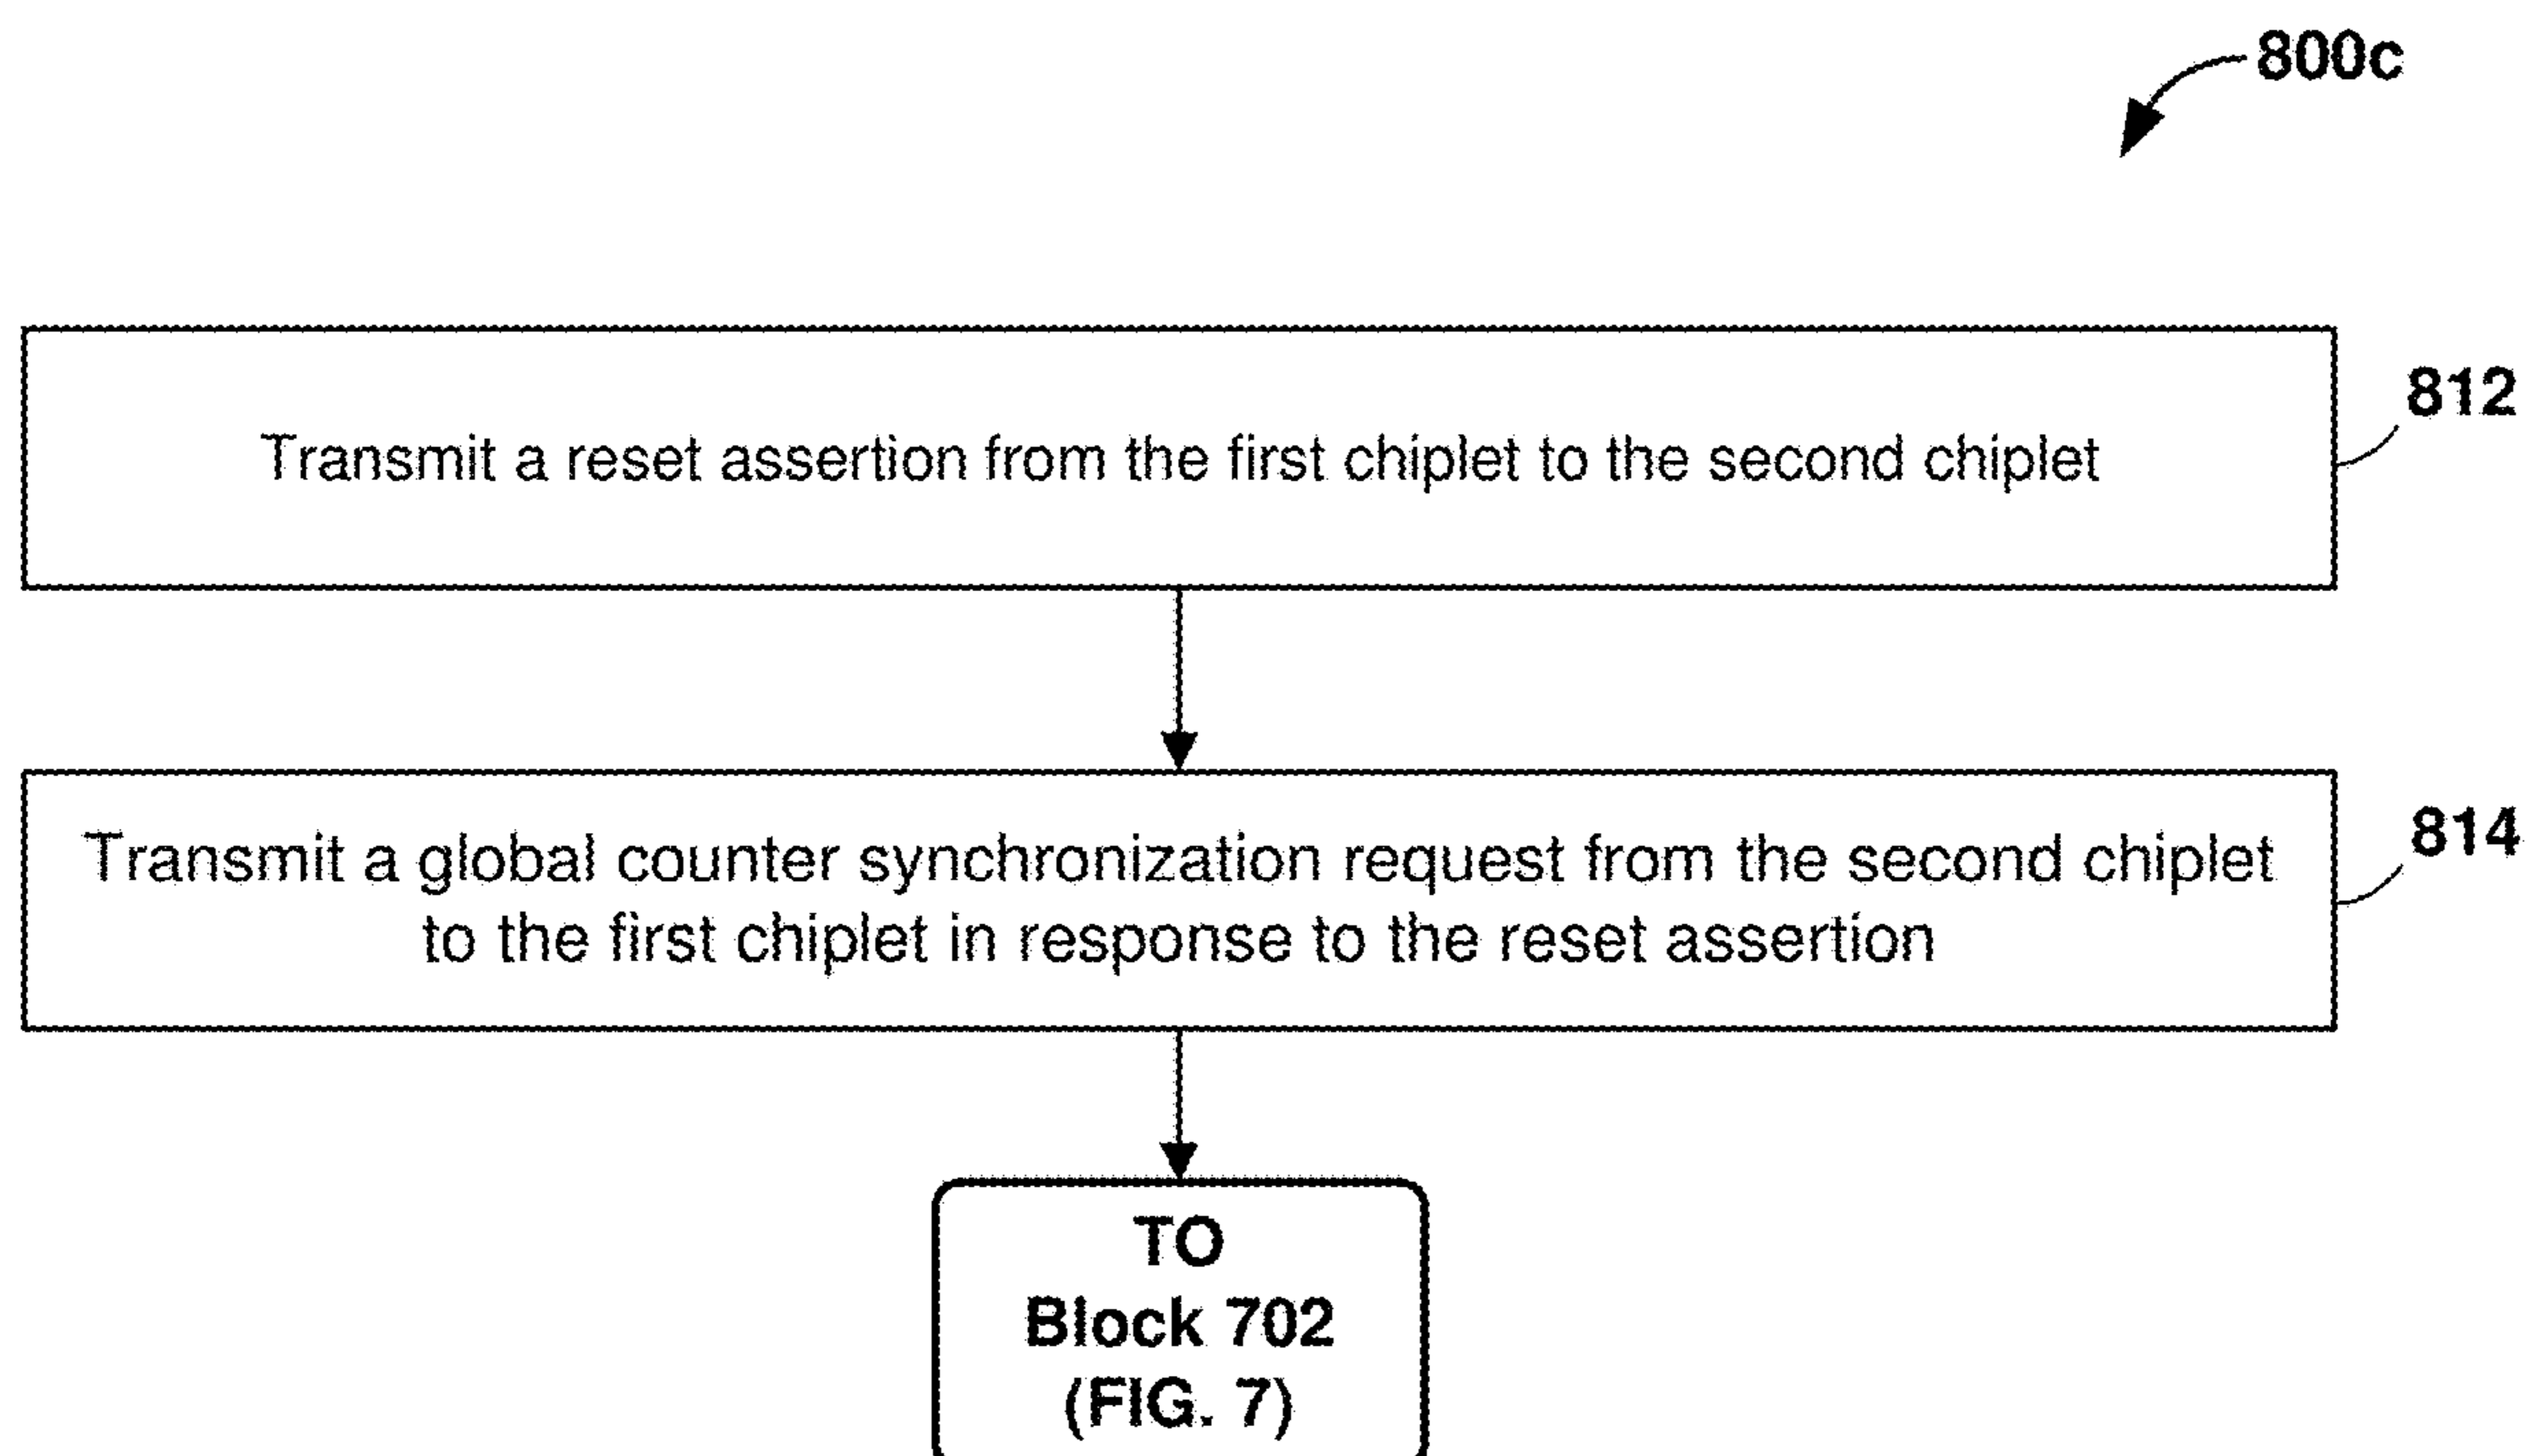 800c
812
Transmit a reset assertion from the first chiplet to the second chiplet
814
Transmit a global counter synchronization request from the second chiplet
to the first chiplet in response to the reset assertion
TO
Block 702
(FIG. 7)